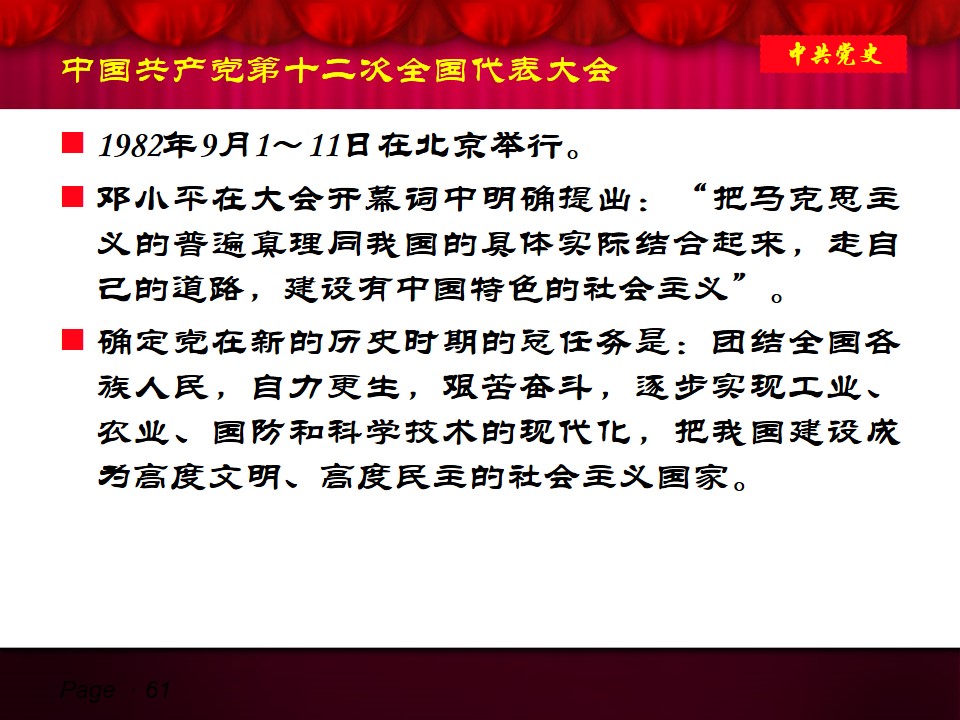 中国共产党第十二次全国代表大会
中共党史
1982年9月1～11日在北京举行。
邓小平在大会开幕词中明确提出：“把马克思主
义的普遍真理同我国的具体实际结合起来，走自
己的道路，建设有中国特色的社会主义”。
确定党在新的历史时期的总任务是：团结全国各
族人民，自力更生，艰苦奋斗，逐步实现工业、
农业、国防和科学技术的现代化，把我国建设成
为高度文明、高度民主的社会主义国家。
Page 61